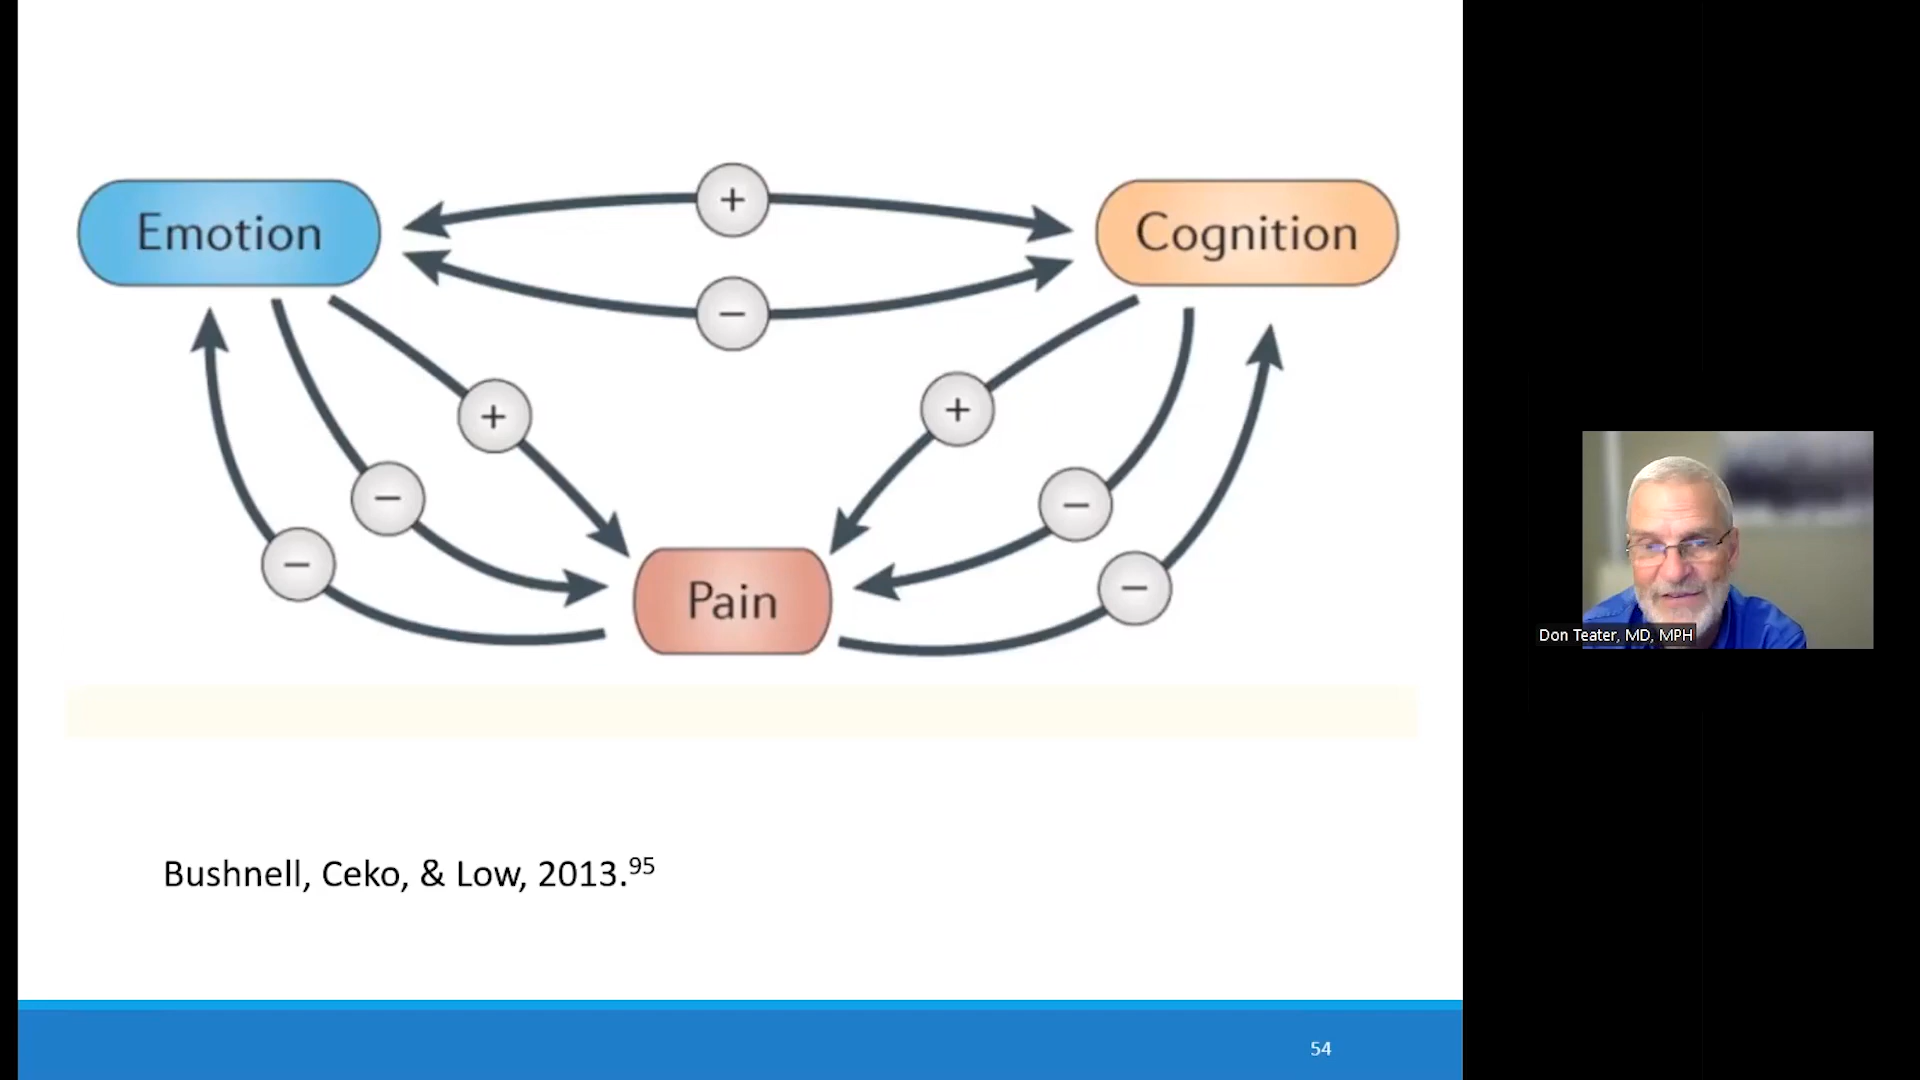 Emotion
+
Cognition
−
+
+
−
−
−
−
Pain
Bushnell, Ceko, & Low, 2013.95
Don Teater, MD, MPH
54